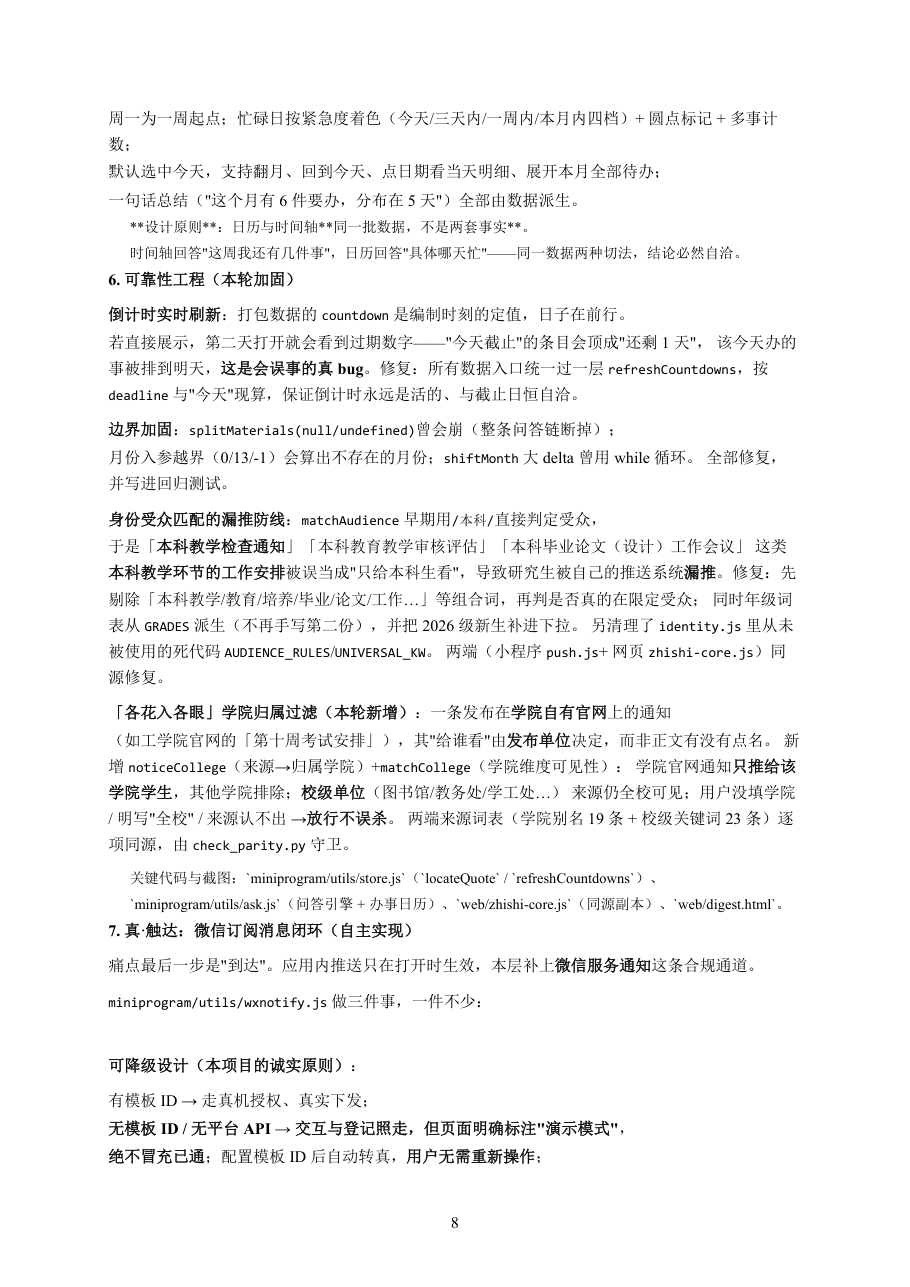 周一为一周起点；忙碌日按紧急度着色（今天/三天内/一周内/本月内四档）+ 圆点标记 + 多事计
数；
默认选中今天，支持翻月、回到今天、点日期看当天明细、展开本月全部待办；
一句话总结（"这个月有 6 件要办，分布在 5 天"）全部由数据派生。
**设计原则**：日历与时间轴**同一批数据，不是两套事实**。
时间轴回答"这周我还有几件事"，日历回答"具体哪天忙"——同一数据两种切法，结论必然自洽。
6. 可靠性工程（本轮加固）
倒计时实时刷新：打包数据的 countdown 是编制时刻的定值，日子在前行。
若直接展示，第二天打开就会看到过期数字——"今天截止"的条目会顶成"还剩 1 天"， 该今天办的
事被排到明天，这是会误事的真 bug。修复：所有数据入口统一过一层 refreshCountdowns，按
deadline 与"今天"现算，保证倒计时永远是活的、与截止日恒自洽。
边界加固：splitMaterials(null/undefined)曾会崩（整条问答链断掉）；
月份入参越界（0/13/-1）会算出不存在的月份；shiftMonth 大 delta 曾用 while 循环。 全部修复，
并写进回归测试。
身份受众匹配的漏推防线：matchAudience 早期用/本科/直接判定受众，
于是「本科教学检查通知」「本科教育教学审核评估」「本科毕业论文（设计）工作会议」 这类
本科教学环节的工作安排被误当成"只给本科生看"，导致研究生被自己的推送系统漏推。修复：先
剔除「本科教学/教育/培养/毕业/论文/工作…」等组合词，再判是否真的在限定受众； 同时年级词
表从 GRADES 派生（不再手写第二份），并把 2026 级新生补进下拉。 另清理了 identity.js 里从未
被使用的死代码 AUDIENCE_RULES/UNIVERSAL_KW。 两端（小程序 push.js+ 网页 zhishi-core.js）同
源修复。
「各花入各眼」学院归属过滤（本轮新增）：一条发布在学院自有官网上的通知
（如工学院官网的「第十周考试安排」），其"给谁看"由发布单位决定，而非正文有没有点名。 新
增 noticeCollege（来源→归属学院）+matchCollege（学院维度可见性）： 学院官网通知只推给该
学院学生，其他学院排除；校级单位（图书馆/教务处/学工处…） 来源仍全校可见；用户没填学院
/ 明写"全校" / 来源认不出 →放行不误杀。 两端来源词表（学院别名 19 条 + 校级关键词 23 条）逐
项同源，由 check_parity.py 守卫。
关键代码与截图：`miniprogram/utils/store.js`（`locateQuote` / `refreshCountdowns`）、
`miniprogram/utils/ask.js`（问答引擎 + 办事日历）、`web/zhishi-core.js`（同源副本）、`web/digest.html`。
7. 真·触达：微信订阅消息闭环（自主实现）
痛点最后一步是"到达"。应用内推送只在打开时生效，本层补上微信服务通知这条合规通道。
miniprogram/utils/wxnotify.js 做三件事，一件不少：
可降级设计（本项目的诚实原则）：
有模板 ID → 走真机授权、真实下发；
无模板 ID / 无平台 API → 交互与登记照走，但页面明确标注"演示模式"，
绝不冒充已通；配置模板 ID 后自动转真，用户无需重新操作；
8